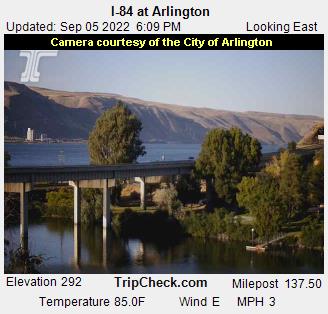 I-84 at Arlington
Updated: Sep 05 2022 6:09 PM Looking East
Camera courtesy of the City of Arlington
Elevation 292 TripCheck.com Milepost 137.50
Temperature 85.0F Wind E MPH 3